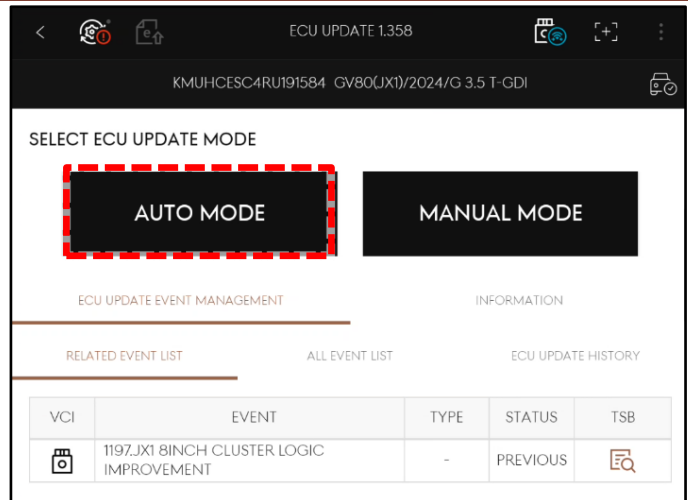 ECU UPDATE 1.358
KMUHCESC4RU191584 GV80(JX1)/2024/G 3.5 T-GDI
SELECT ECU UPDATE MODE
AUTO MODE MANUAL MODE
ECU UPDATE EVENT MANAGEMENT INFORMATION
RELATED EVENT LIST ALL EVENT LIST ECU UPDATE HISTORY
VCI EVENT TYPE STATUS TSB
1197.JX1 8INCH CLUSTER LOGIC
IMPROVEMENT - PREVIOUS